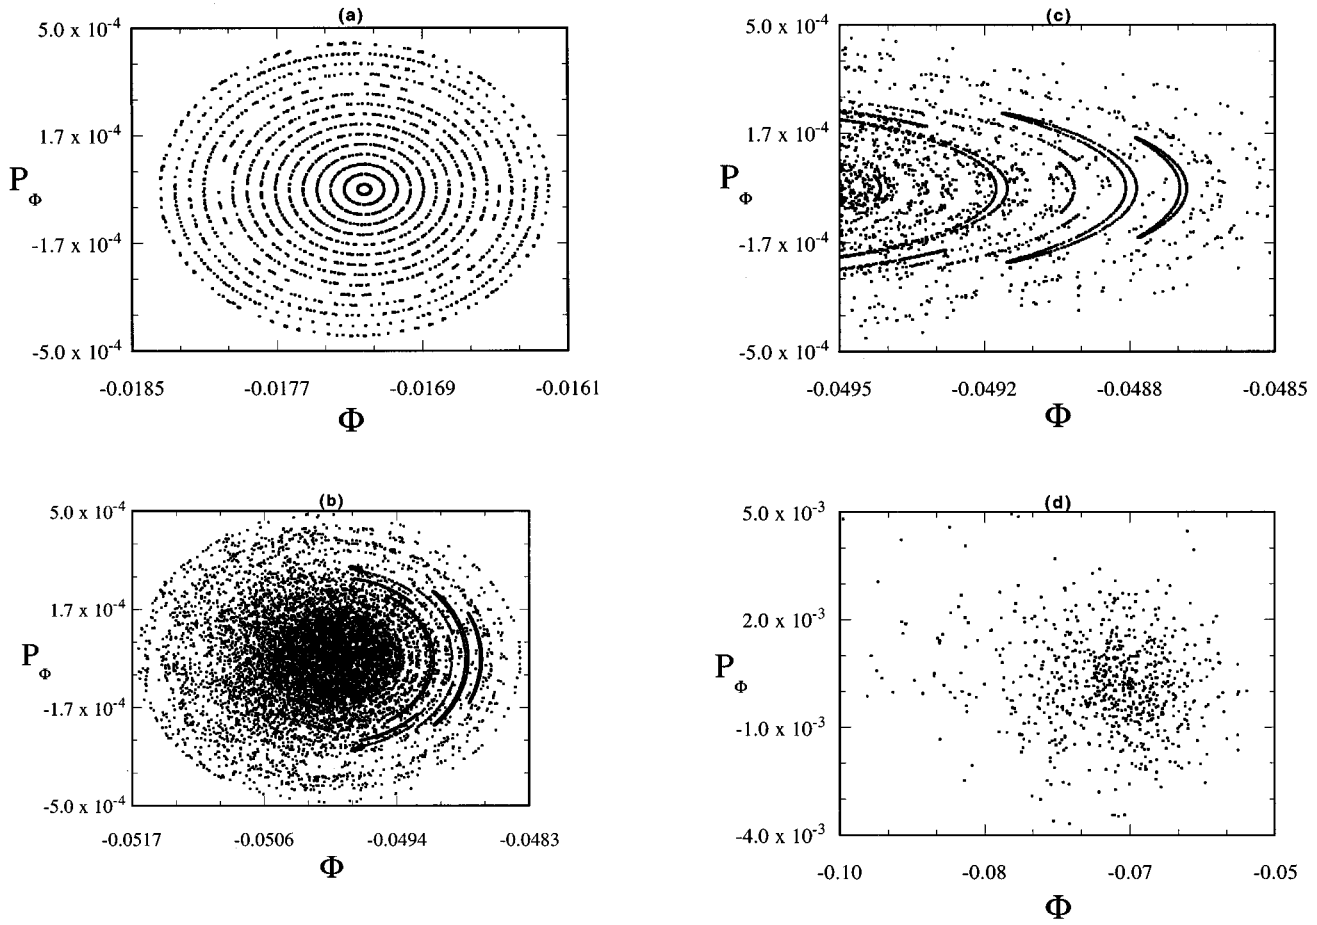 (a)
5.0 x 10⁻⁴
1.7 x 10⁻⁴
P_Φ
-1.7 x 10⁻⁴
-5.0 x 10⁻⁴
-0.0185 -0.0177 -0.0169 -0.0161
Φ
(c)
5.0 x 10⁻⁴
1.7 x 10⁻⁴
P_Φ
-1.7 x 10⁻⁴
-5.0 x 10⁻⁴
-0.0495 -0.0492 -0.0488 -0.0485
Φ
(b)
5.0 x 10⁻⁴
1.7 x 10⁻⁴
P_Φ
-1.7 x 10⁻⁴
-5.0 x 10⁻⁴
-0.0517 -0.0506 -0.0494 -0.0483
Φ
(d)
5.0 x 10⁻³
2.0 x 10⁻³
P_Φ
-1.0 x 10⁻³
-4.0 x 10⁻³
-0.10 -0.08 -0.07 -0.05
Φ